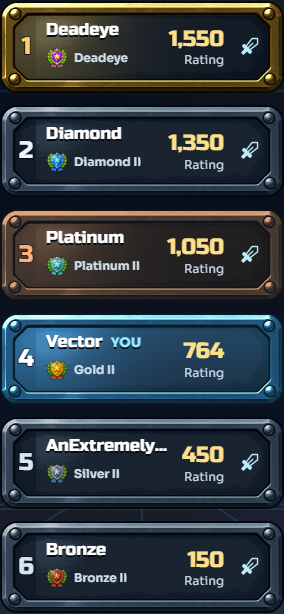 1
Deadeye
Deadeye
1,550
Rating
2
Diamond
Diamond II
1,350
Rating
3
Platinum
Platinum II
1,050
Rating
4
Vector YOU
Gold II
764
Rating
5
AnExtremely...
Silver II
450
Rating
6
Bronze
Bronze II
150
Rating